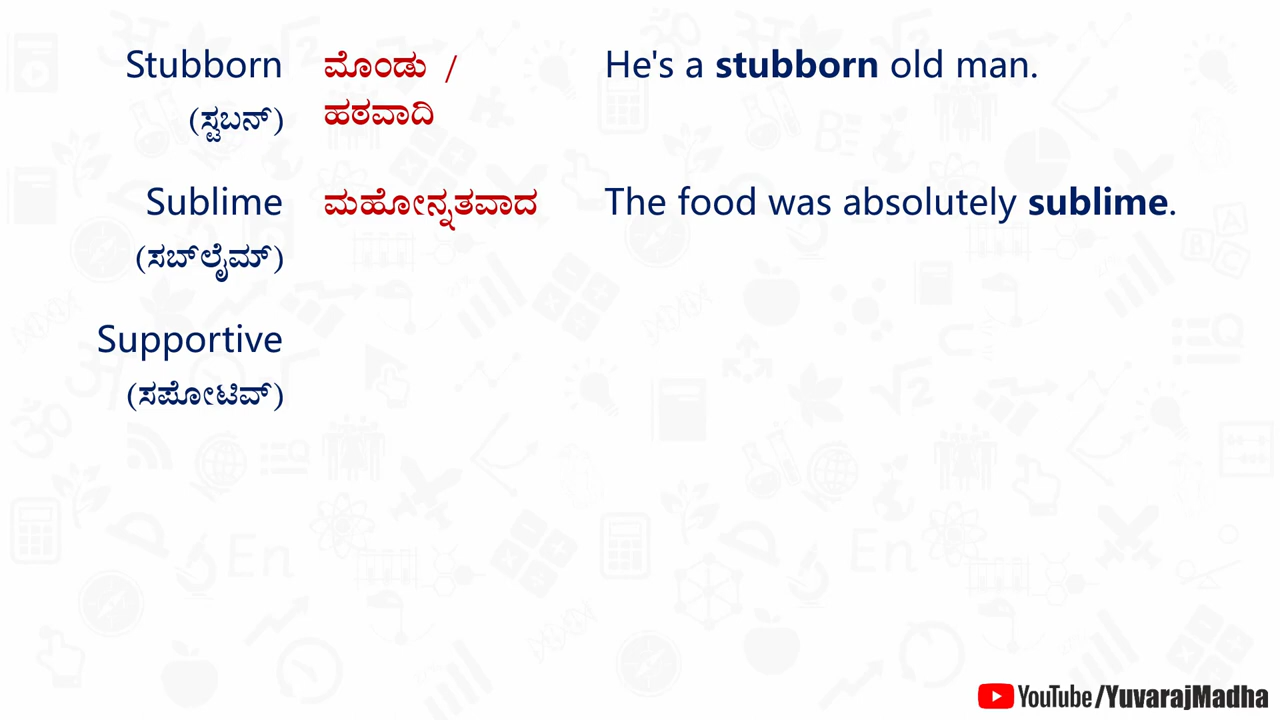 Stubborn ಮೊಂಡು / He's a stubborn old man.
(ಸ್ಟಬನ್) ಹಠವಾದಿ
Sublime ಮಹೋನ್ನತವಾದ The food was absolutely sublime.
(ಸಬ್‌ಲೈಮ್)
Supportive
(ಸಪೋಟಿವ್)
YouTube/YuvarajMadha